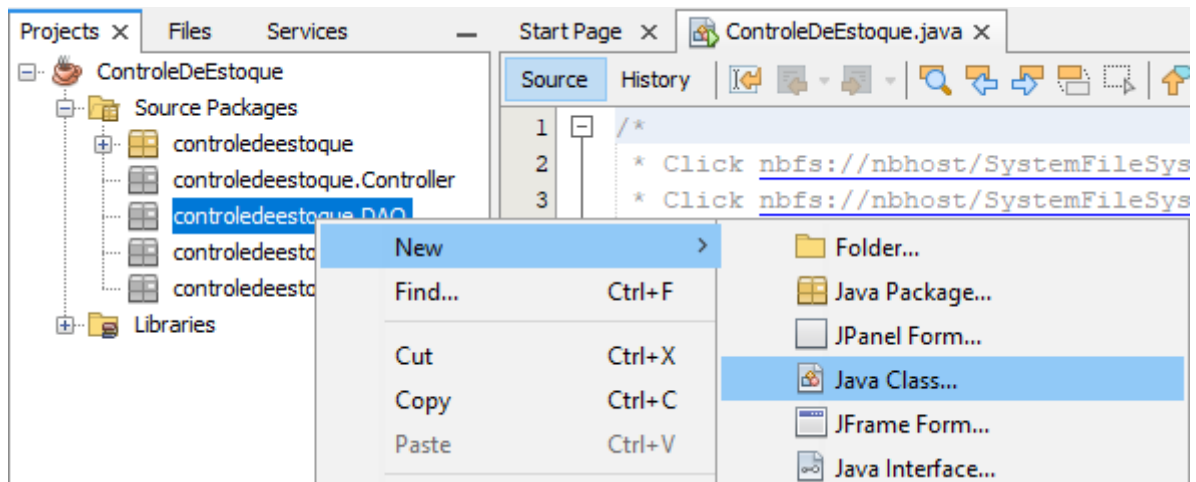 Projects
Files
Services
Start Page
ControleDeEstoque.java
ControleDeEstoque
Source Packages
controledeestoque
controledeestoque.Controller
controledeestoque.DAO
controledeesto
controledeesto
Libraries
Source
History
1 /*
2 * Click nbfs://nbhost/SystemFileSys
3 * Click nbfs://nbhost/SystemFileSys
New >
Find... Ctrl+F
Cut Ctrl+X
Copy Ctrl+C
Paste Ctrl+V
Folder...
Java Package...
JPanel Form...
Java Class...
JFrame Form...
Java Interface...